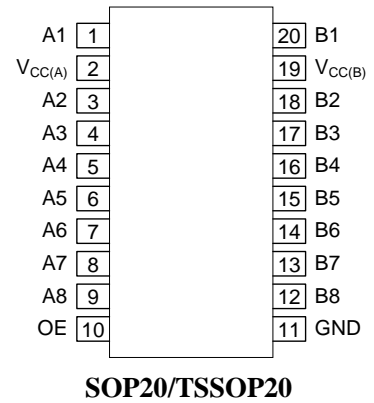 A1 1 20 B1
VCC(A) 2 19 VCC(B)
A2 3 18 B2
A3 4 17 B3
A4 5 16 B4
A5 6 15 B5
A6 7 14 B6
A7 8 13 B7
A8 9 12 B8
OE 10 11 GND
SOP20/TSSOP20